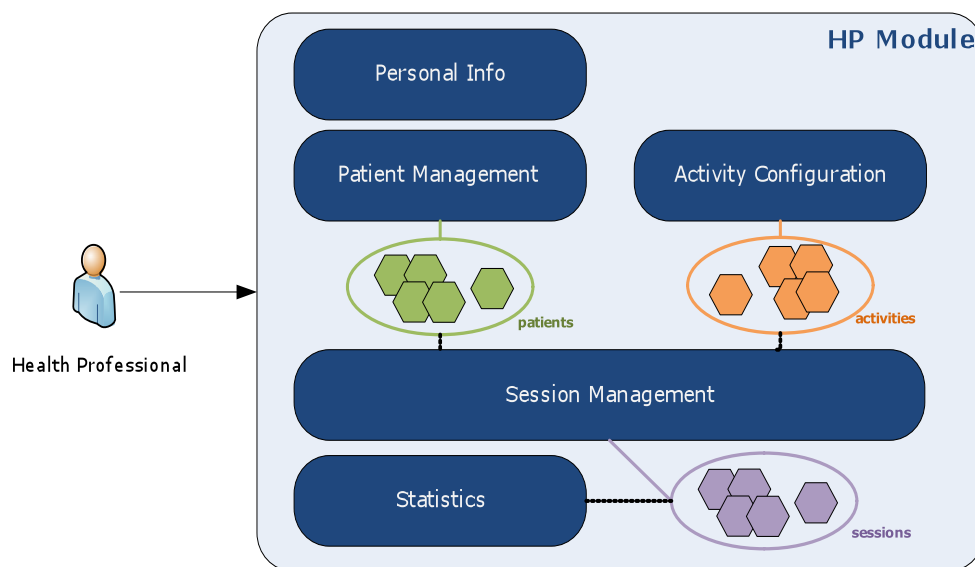 HP Module
Personal Info
Patient Management
Activity Configuration
patients
activities
Health Professional
Session Management
Statistics
sessions